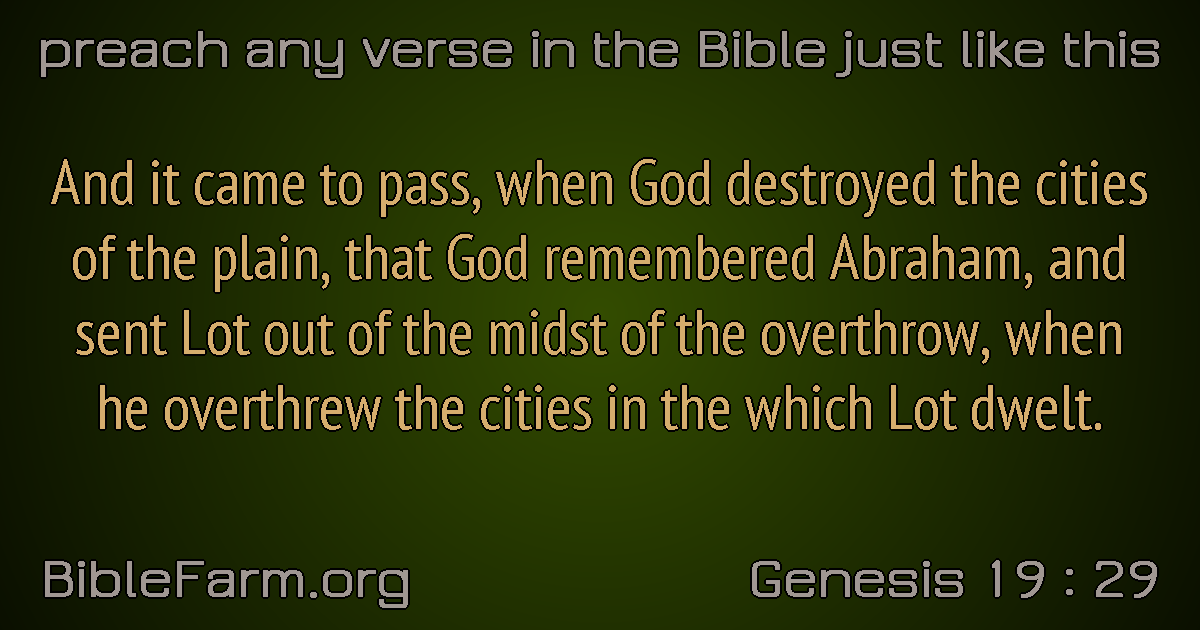 preach any verse in the Bible just like this
And it came to pass, when God destroyed the cities
of the plain, that God remembered Abraham, and
sent Lot out of the midst of the overthrow, when
he overthrew the cities in the which Lot dwelt.
BibleFarm.org
Genesis 19 : 29